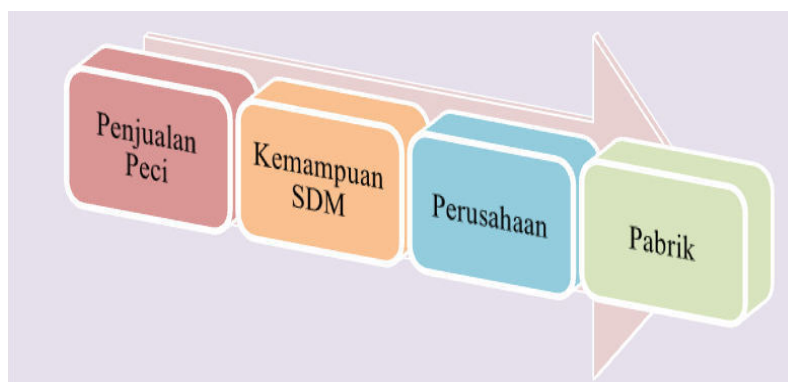 Penjualan
Peci
Kemampuan
SDM
Perusahaan
Pabrik